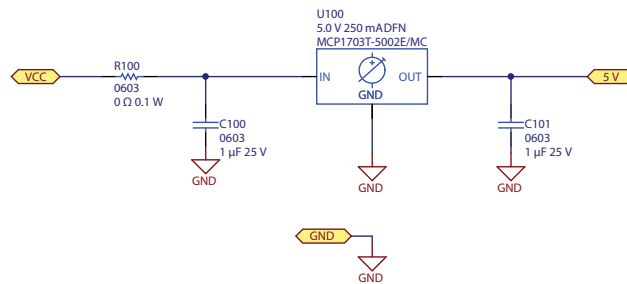 U100
5.0 V 250 mADFN
MCP1703T-5002E/MC
VCC
R100
0603
0 Ω 0.1 W
IN
OUT
GND
5 V
C100
0603
1 µF 25 V
GND
GND
C101
0603
1 µF 25 V
GND
GND
GND